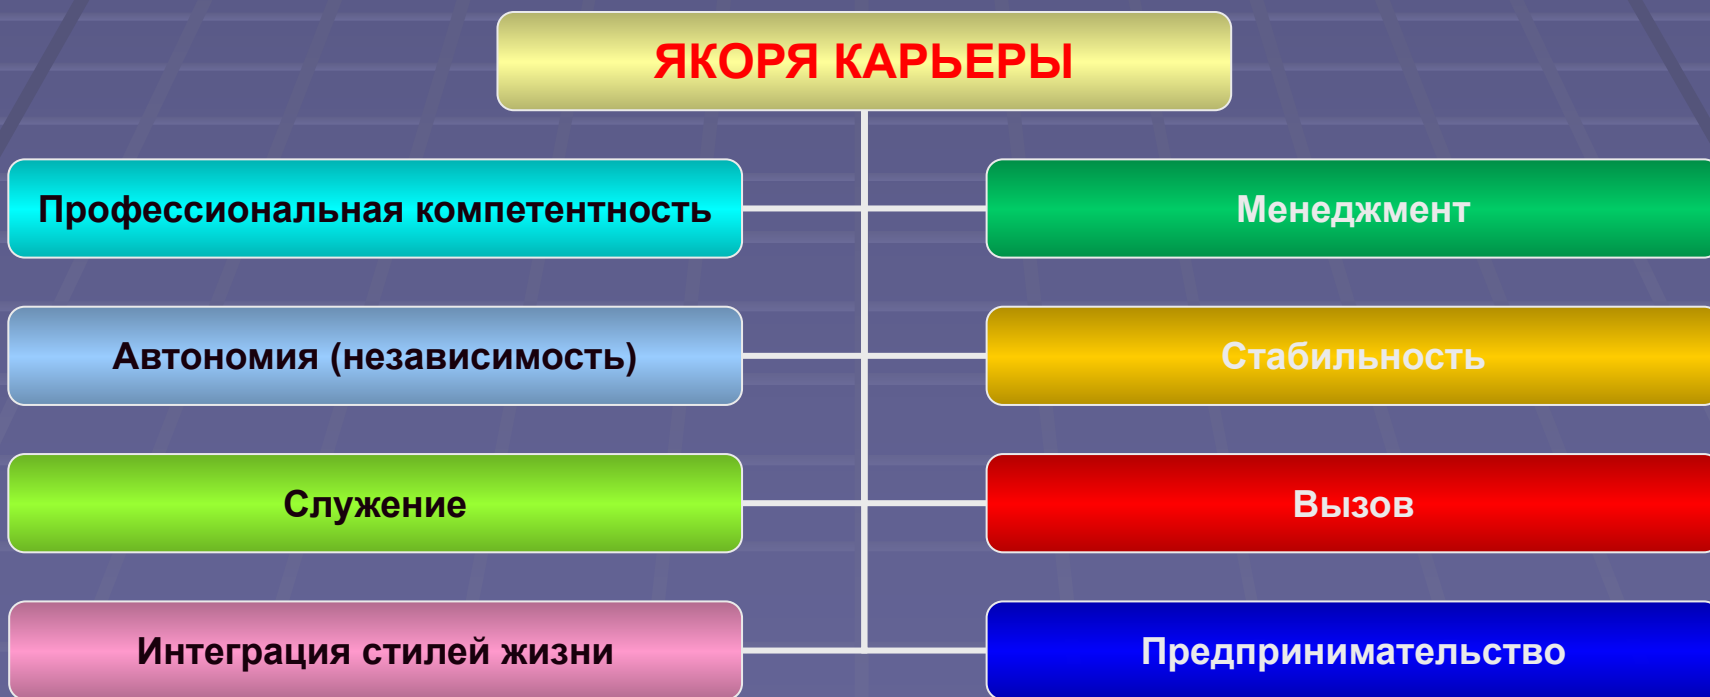 ЯКОРЯ КАРЬЕРЫ
Профессиональная компетентность
Менеджмент
Автономия (независимость)
Стабильность
Служение
Вызов
Интеграция стилей жизни
Предпринимательство